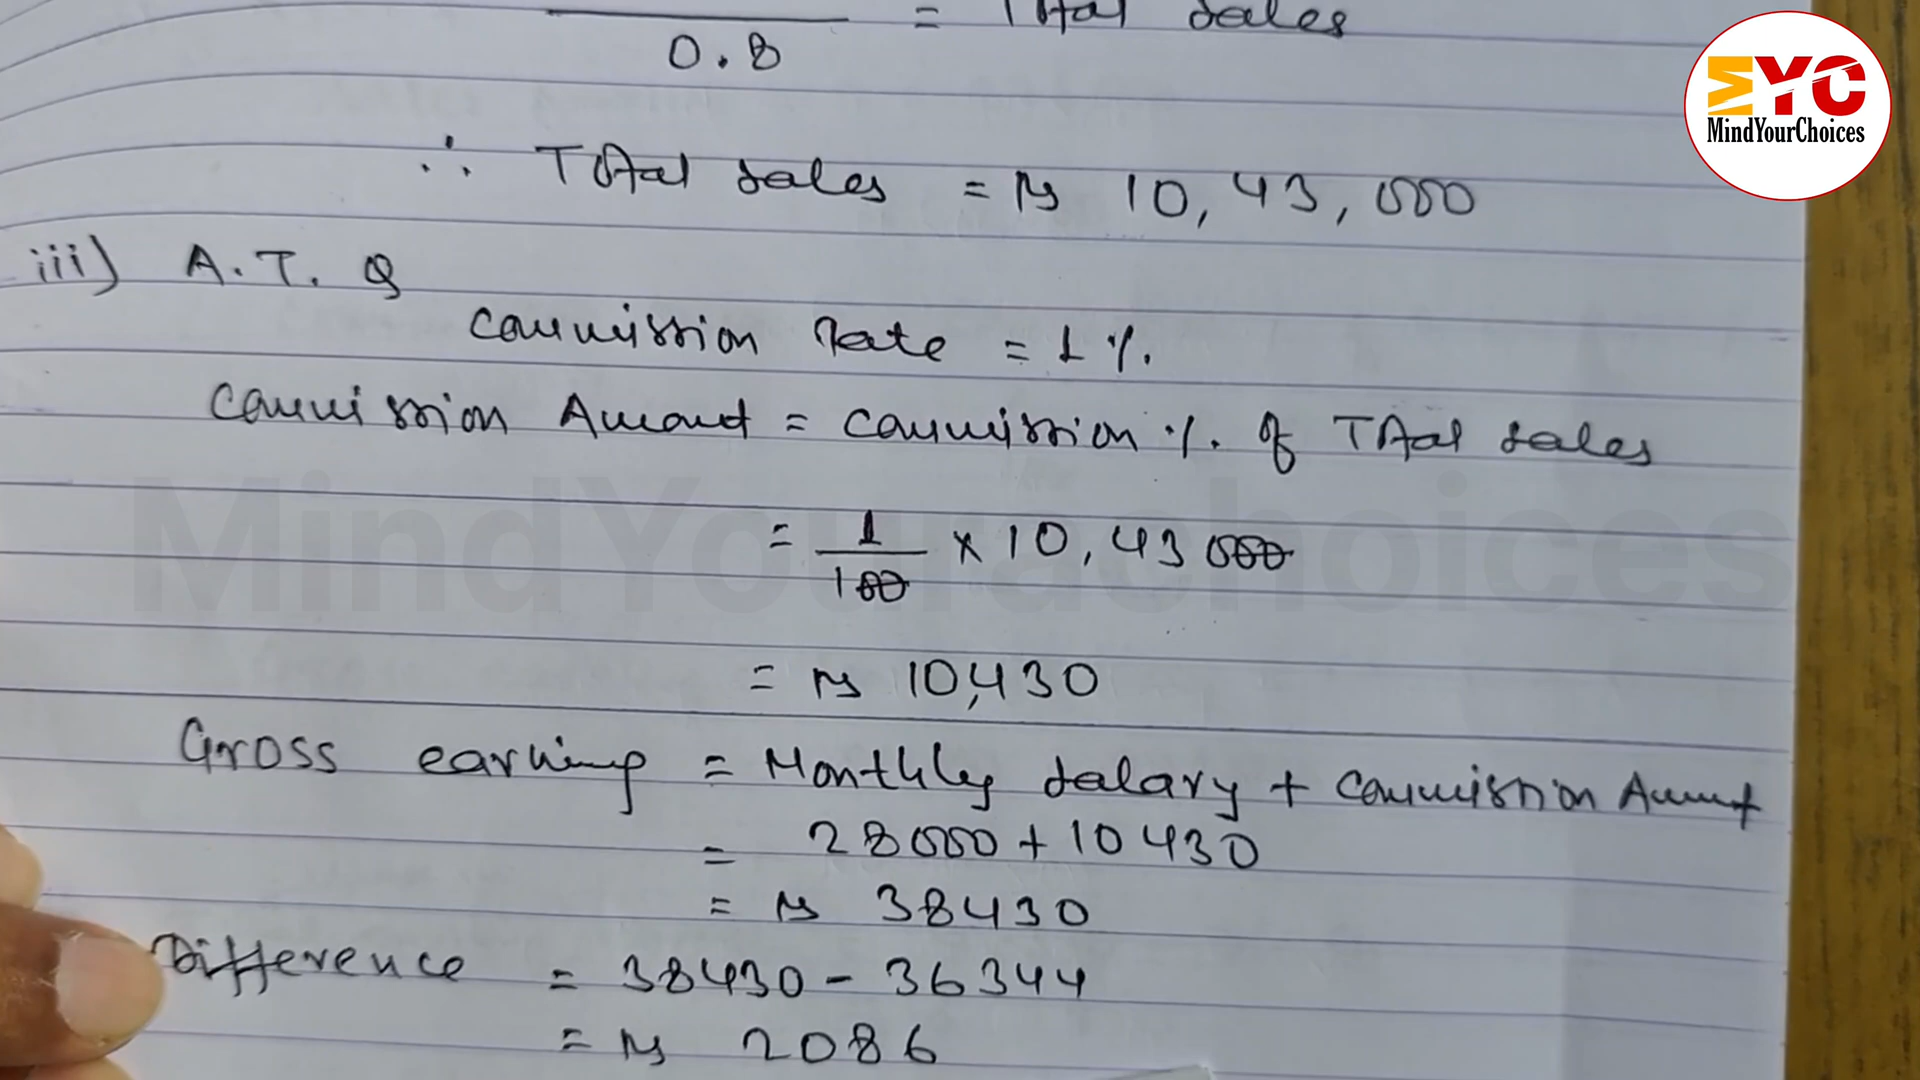 0.8 = Total sales
∴ Total sales = Rs 10,43,000
iii) A.T.Q
Commission Rate = 1%.
Commission Amount = commission %. of Total sales
= 1/100 × 10,43000
= Rs 10,430
Gross earning = Monthly salary + Commission Amount
= 28000 + 10430
= Rs 38430
Difference = 38430 - 36344
= Rs 2086
MYC
MindYourChoices
MindYourachoices